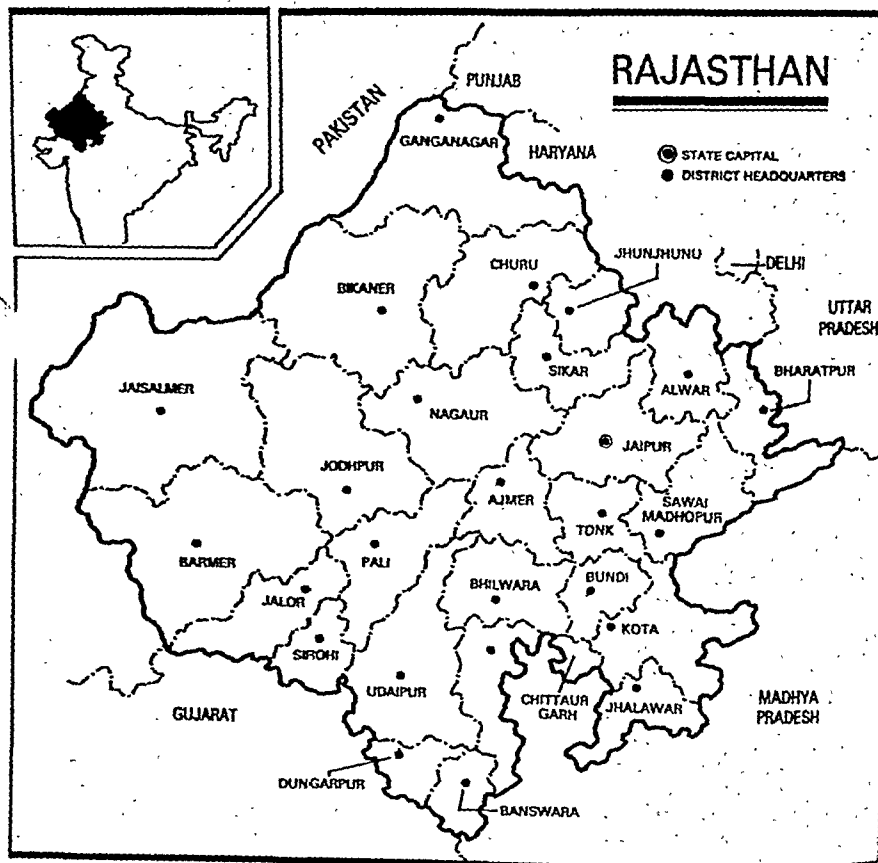 RAJASTHAN
STATE CAPITAL
DISTRICT HEADQUARTERS
PUNJAB
PAKISTAN
GANGANAGAR
HARYANA
JHUNJHUNU
DELHI
CHURU
BIKANER
UTTAR
PRADESH
SIKAR
ALWAR
BHARATPUR
JAISALMER
NAGAUR
JAIPUR
JODHPUR
AJMER
SAWAI
MADHOPUR
TONK
BARMER
PALI
BHILWARA
BUNDI
JALOR
KOTA
SIROHI
UDAIPUR
CHITTAUR
GARH
JHALAWAR
MADHYA
PRADESH
GUJARAT
DUNGARPUR
BANSWARA